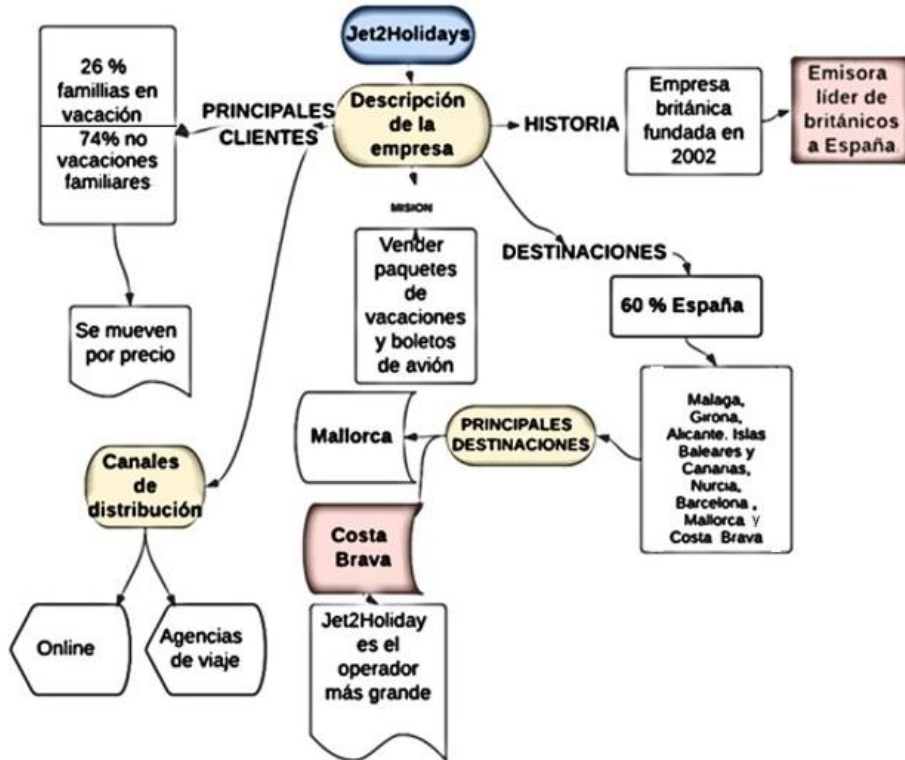 Jet2Holidays
Descripción
de la
empresa
PRINCIPALES
CLIENTES
26 %
famillias en
vacación
74% no
vacaciones
familiares
Se mueven
por precio
HISTORIA
Empresa
británica
fundada en
2002
Emisora
líder de
británicos
a España
MISION
Vender
paquetes
de
vacaciones
y boletos
de avión
DESTINACIONES
60 % España
Malaga,
Girona,
Alicante. Islas
Baleares y
Canarias,
Nurcia,
Barcelona ,
Mallorca y
Costa Brava
PRINCIPALES
DESTINACIONES
Mallorca
Costa
Brava
Jet2Holiday
es el
operador
más grande
Canales
de
distribución
Online
Agencias
de viaje